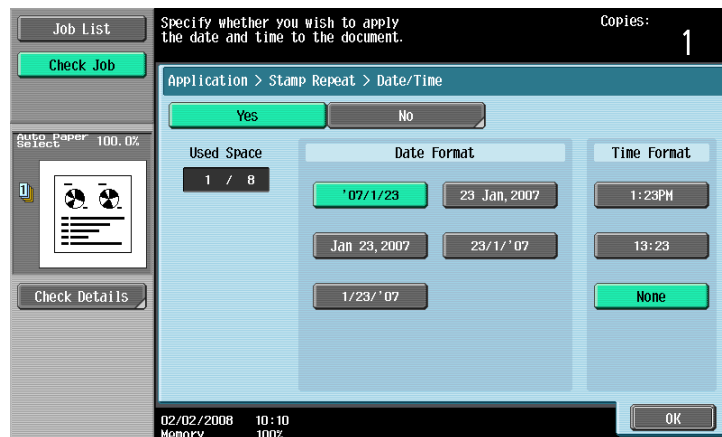 Job List
Check Job
Specify whether you wish to apply
the date and time to the document.
Copies:
1
Application > Stamp Repeat > Date/Time
Yes
No
Auto Paper
Select
100.0%
1
Used Space
1 / 8
Date Format
'07/1/23
23 Jan,2007
Jan 23,2007
23/1/'07
1/23/'07
Time Format
1:23PM
13:23
None
Check Details
02/02/2008 10:10
Memory 100%
OK